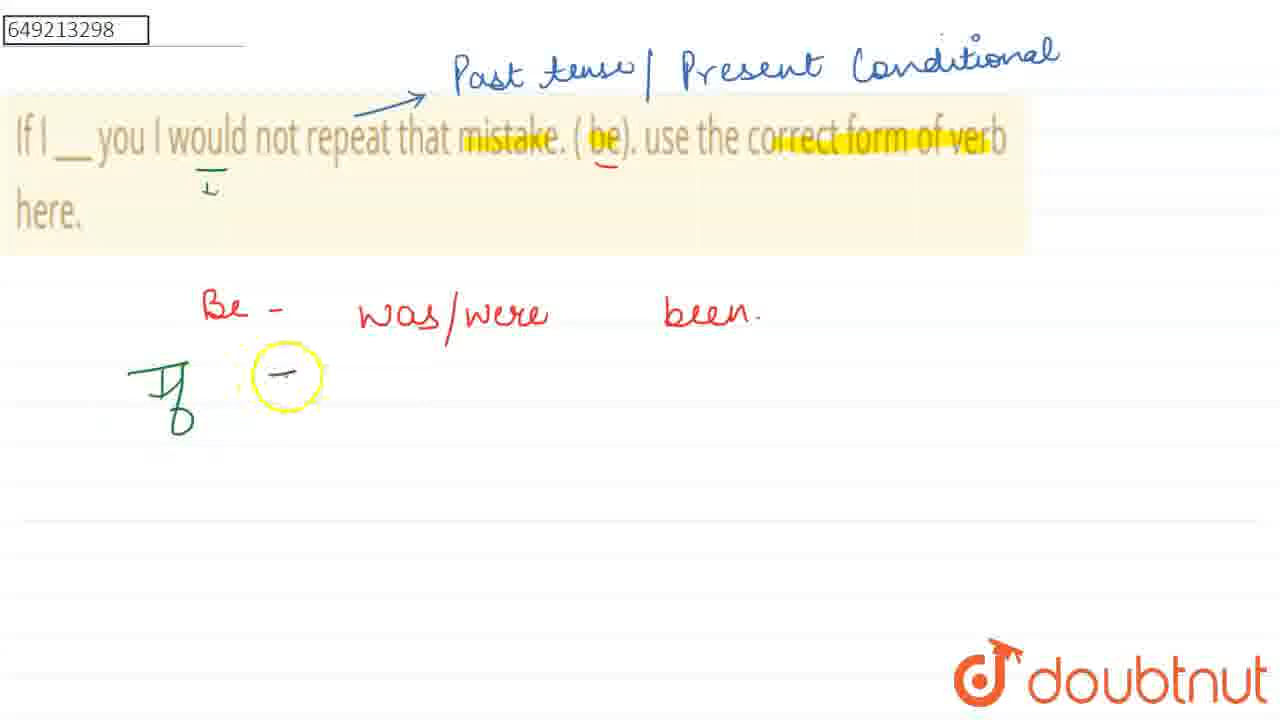 649213298
Past tense / Present Conditional
If I __ you I would not repeat that mistake. ( be). use the correct form of verb
here.
Be - was/were been.
If -
doubtnut